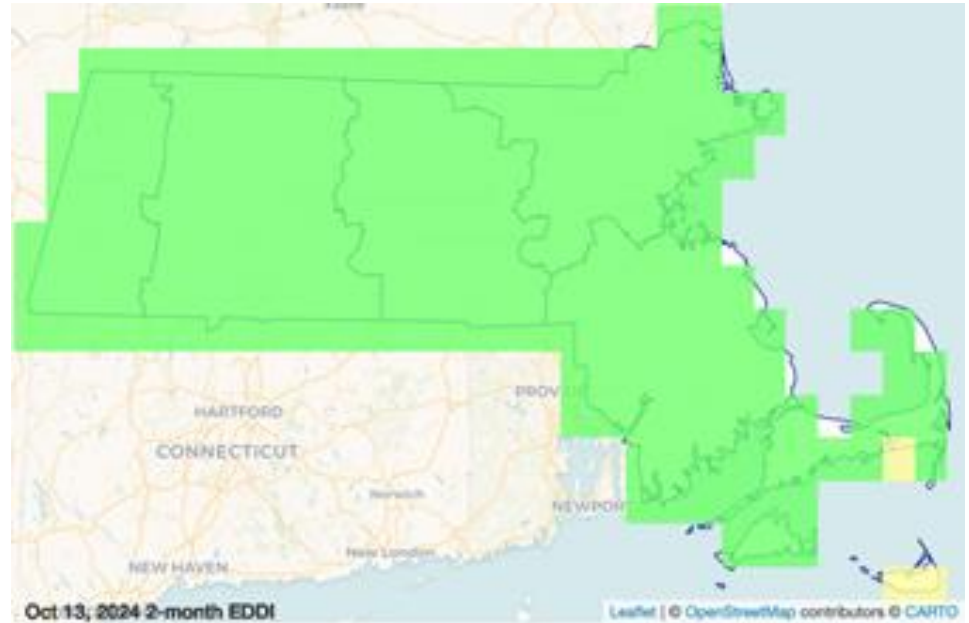 PROV
HARTFORD
CONNECTICUT
Norwich
NEWPOR
New London
NEW HAVEN
Oct 13, 2024 2-month EDDI
Leaflet | © OpenStreetMap contributors © CARTO